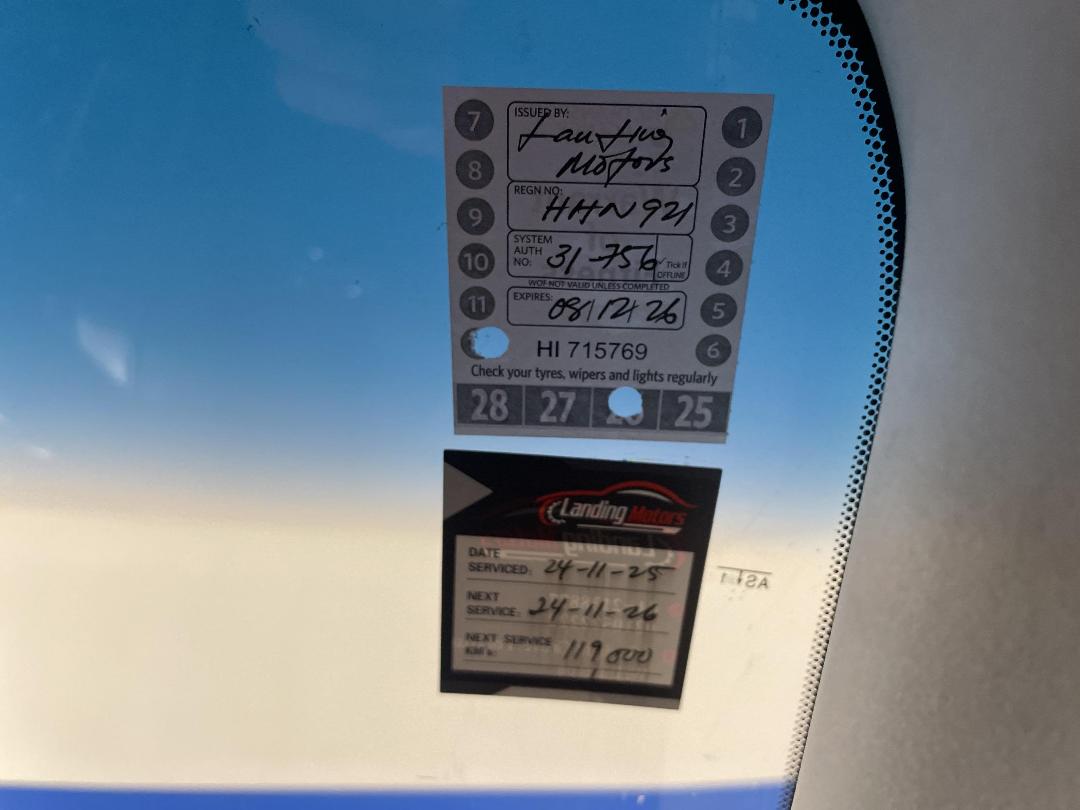 7
8
9
10
11
1
2
3
4
5
6
ISSUED BY:
Landing
Motors
REGN NO:
HHN921
SYSTEM
AUTH
NO: 31-756
Tick if
OFFLINE
WOF NOT VALID UNLESS COMPLETED
EXPIRES: 08/12/26
HI 715769
Check your tyres, wipers and lights regularly
28 27 25
Landing Motors
DATE
SERVICED: 24-11-25
NEXT
SERVICE: 24-11-26
NEXT SERVICE
KM's: 119,000